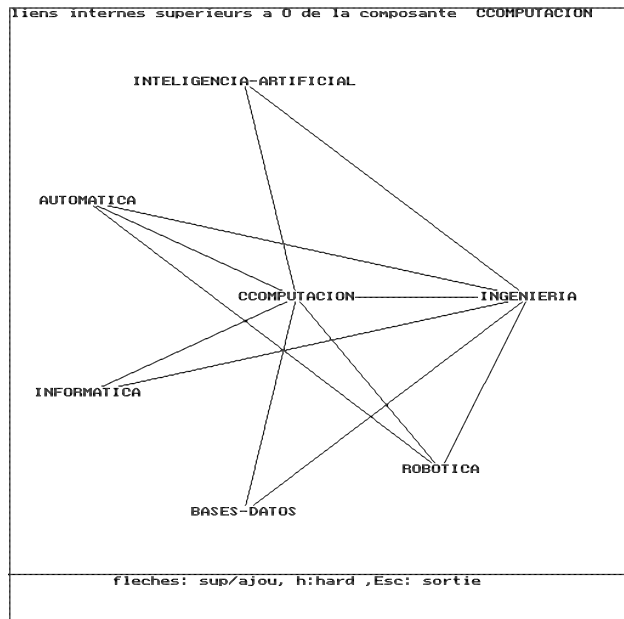 liens internes superieurs a 0 de la composante CCOMPUTACION
INTELIGENCIA-ARTIFICIAL
AUTOMATICA
CCOMPUTACION
INGENIERIA
INFORMATICA
ROBOTICA
BASES-DATOS
fleches: sup/ajou, h:hard ,Esc: sortie